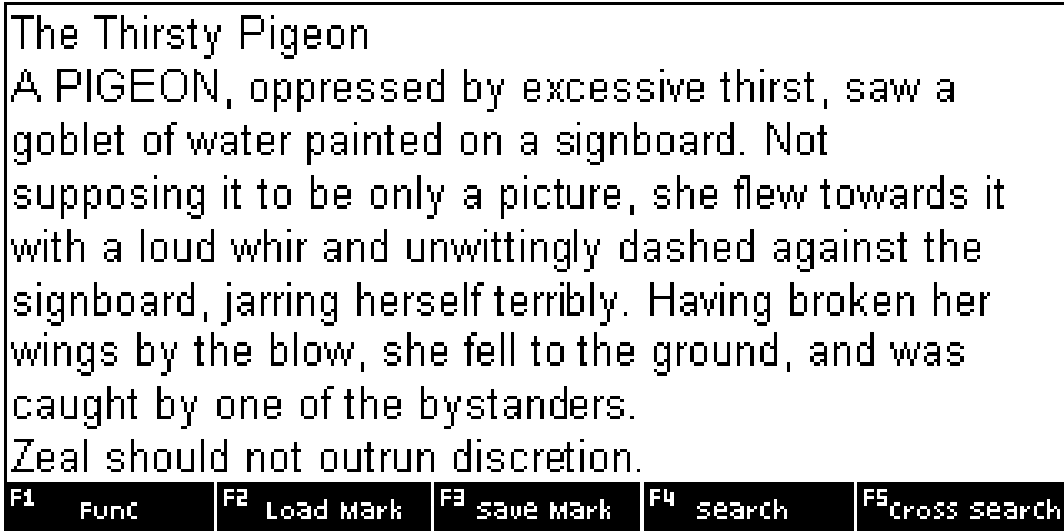 The Thirsty Pigeon
A PIGEON, oppressed by excessive thirst, saw a
goblet of water painted on a signboard. Not
supposing it to be only a picture, she flew towards it
with a loud whir and unwittingly dashed against the
signboard, jarring herself terribly. Having broken her
wings by the blow, she fell to the ground, and was
caught by one of the bystanders.
Zeal should not outrun discretion.
F1 Func F2 Load Mark F3 Save Mark F4 Search F5 Cross Search